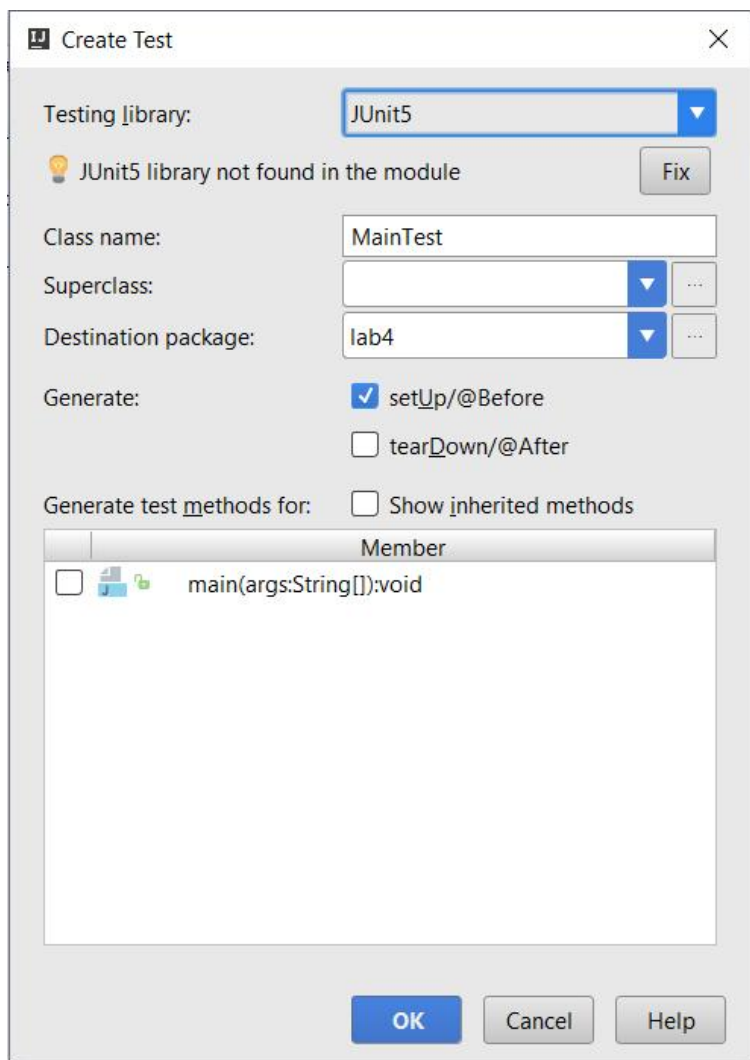 IJ Create Test
Testing library: JUnit5
JUnit5 library not found in the module Fix
Class name: MainTest
Superclass: ...
Destination package: lab4 ...
Generate: setUp/@Before
tearDown/@After
Generate test methods for: Show inherited methods
Member
J main(args:String[]):void
OK Cancel Help